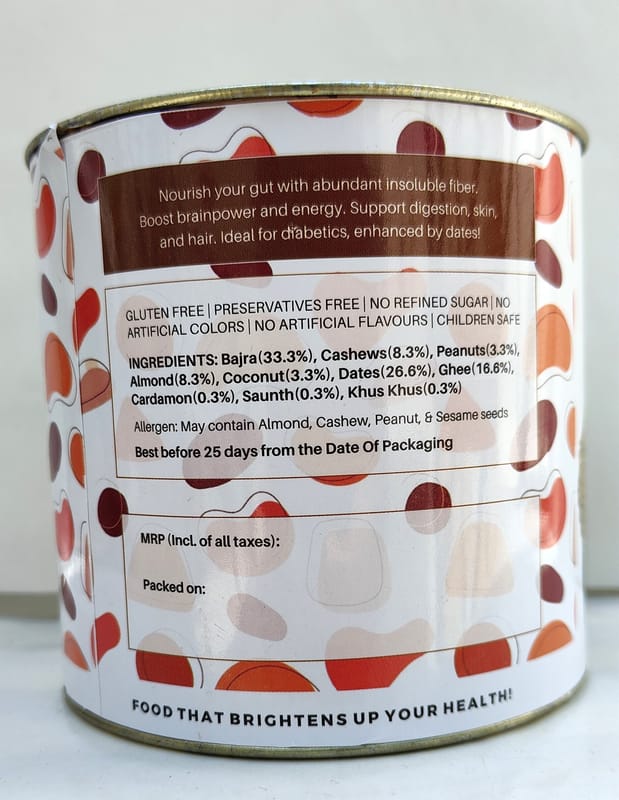 Nourish your gut with abundant insoluble fiber.
Boost brainpower and energy. Support digestion, skin,
and hair. Ideal for diabetics, enhanced by dates!
GLUTEN FREE | PRESERVATIVES FREE | NO REFINED SUGAR | NO
ARTIFICIAL COLORS | NO ARTIFICIAL FLAVOURS | CHILDREN SAFE
INGREDIENTS: Bajra(33.3%), Cashews(8.3%), Peanuts(3.3%),
Almond(8.3%), Coconut(3.3%), Dates(26.6%), Ghee(16.6%),
Cardamon(0.3%), Saunth(0.3%), Khus Khus(0.3%)
Allergen: May contain Almond, Cashew, Peanut, & Sesame seeds
Best before 25 days from the Date Of Packaging
MRP (Incl. of all taxes):
Packed on:
FOOD THAT BRIGHTENS UP YOUR HEALTH!